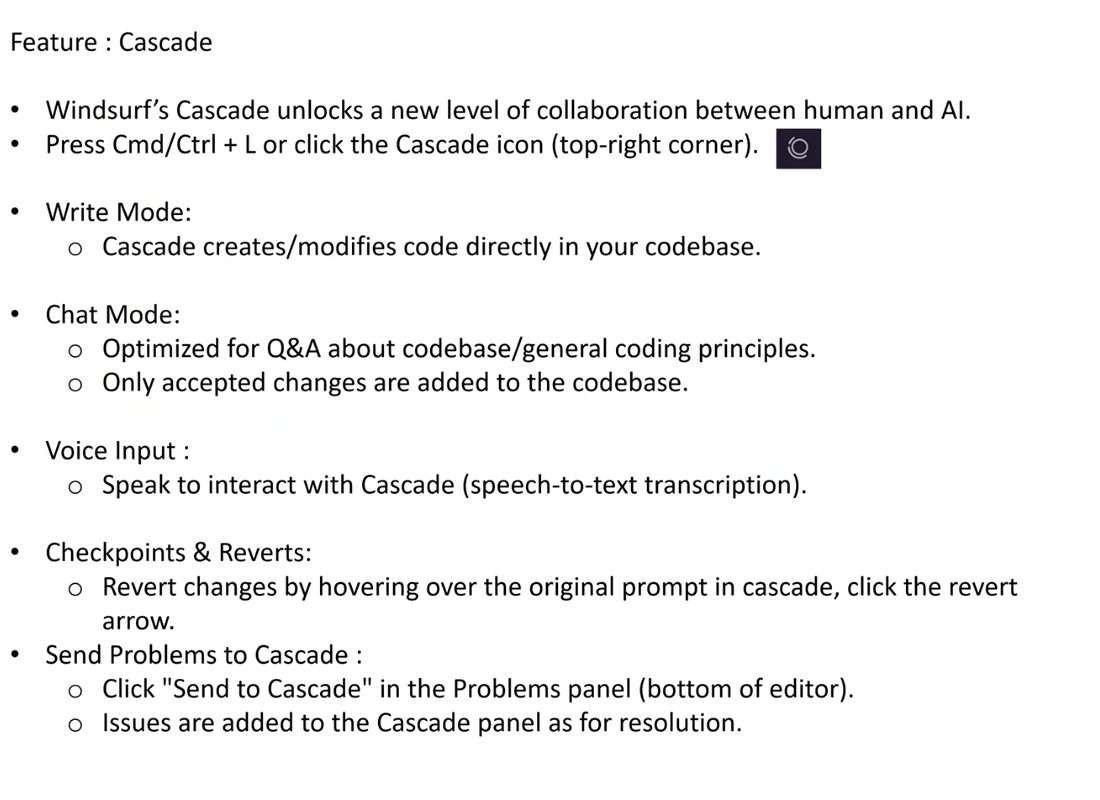 Feature : Cascade
• Windsurf’s Cascade unlocks a new level of collaboration between human and AI.
• Press Cmd/Ctrl + L or click the Cascade icon (top-right corner).
• Write Mode:
o Cascade creates/modifies code directly in your codebase.
• Chat Mode:
o Optimized for Q&A about codebase/general coding principles.
o Only accepted changes are added to the codebase.
• Voice Input :
o Speak to interact with Cascade (speech-to-text transcription).
• Checkpoints & Reverts:
o Revert changes by hovering over the original prompt in cascade, click the revert
arrow.
• Send Problems to Cascade :
o Click "Send to Cascade" in the Problems panel (bottom of editor).
o Issues are added to the Cascade panel as for resolution.